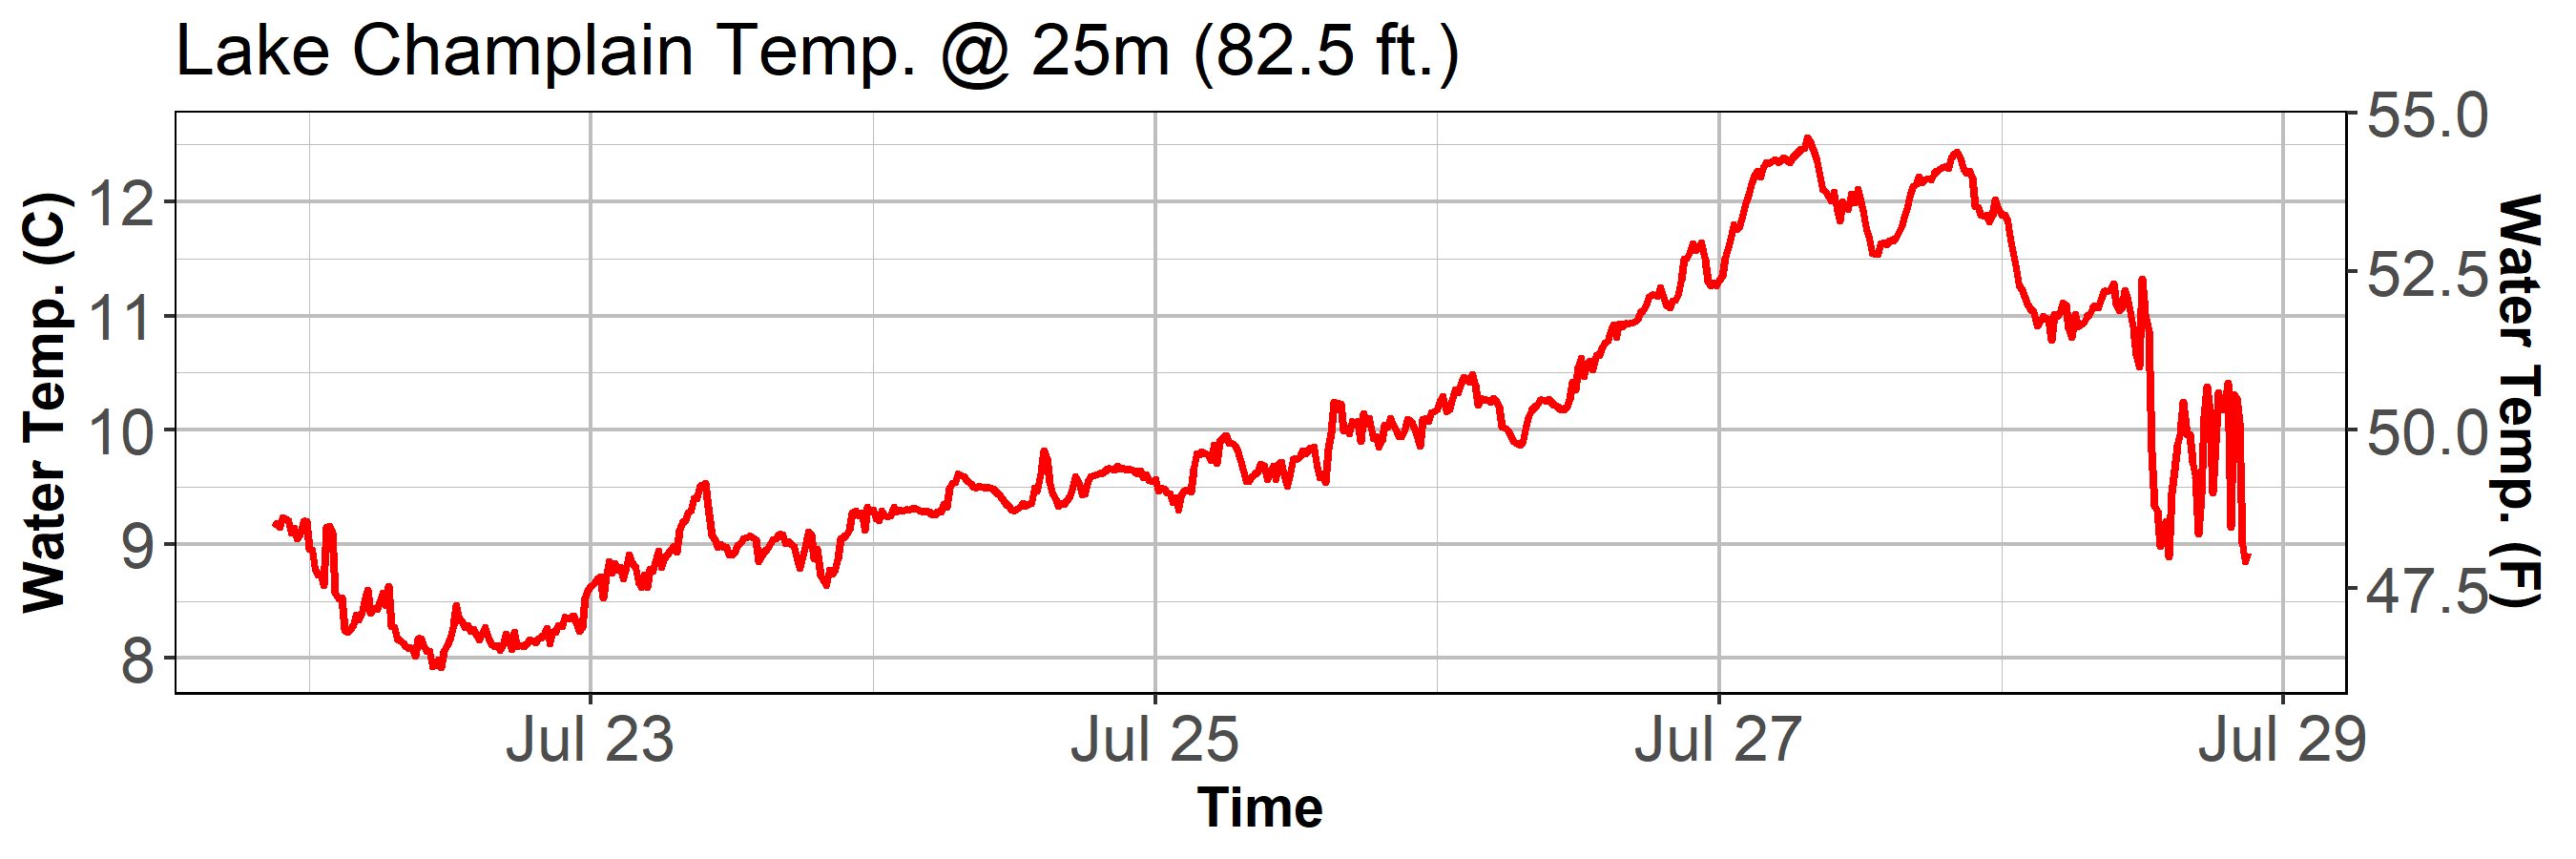 Lake Champlain Temp. @ 25m (82.5 ft.)
Water Temp. (C)
12
11
10
9
8
55.0
52.5
50.0
47.5
Water Temp. (F)
Jul 23 Jul 25 Jul 27 Jul 29
Time